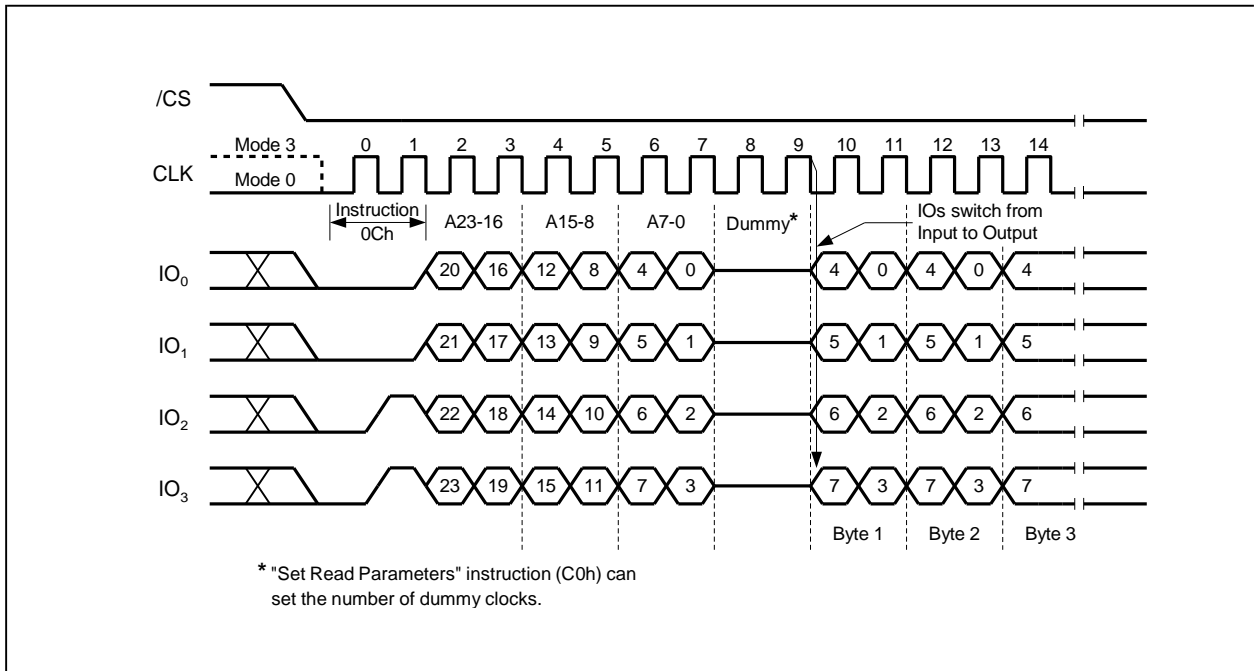 /CS
Mode 3
0 1 2 3 4 5 6 7 8 9 10 11 12 13 14
CLK
Mode 0
Instruction
0Ch
A23-16 A15-8 A7-0 Dummy*
IOs switch from
Input to Output
IO0 20 16 12 8 4 0 4 0 4 0 4
IO1 21 17 13 9 5 1 5 1 5 1 5
IO2 22 18 14 10 6 2 6 2 6 2 6
IO3 23 19 15 11 7 3 7 3 7 3 7
Byte 1 Byte 2 Byte 3
* "Set Read Parameters" instruction (C0h) can
set the number of dummy clocks.